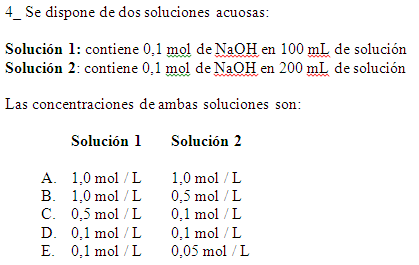 4_ Se dispone de dos soluciones acuosas:
Solución 1: contiene 0,1 mol de NaOH en 100 mL de solución
Solución 2: contiene 0,1 mol de NaOH en 200 mL de solución
Las concentraciones de ambas soluciones son:
Solución 1 Solución 2
A. 1,0 mol / L 1,0 mol / L
B. 1,0 mol / L 0,5 mol / L
C. 0,5 mol / L 0,1 mol / L
D. 0,1 mol / L 0,1 mol / L
E. 0,1 mol / L 0,05 mol / L